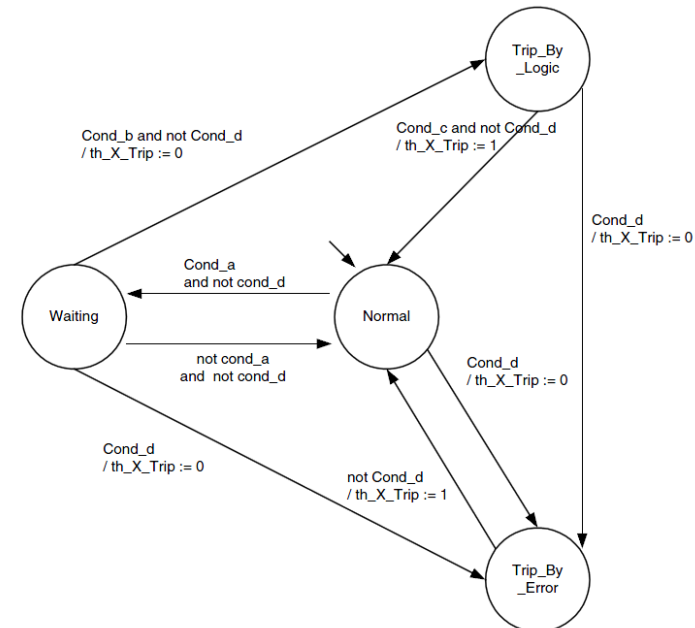 Trip_By
_Logic
Cond_b and not Cond_d
/ th_X_Trip := 0
Cond_c and not Cond_d
/ th_X_Trip := 1
Cond_d
/ th_X_Trip := 0
Cond_a
and not cond_d
Waiting
Normal
not cond_a
and not cond_d
Cond_d
/ th_X_Trip := 0
Cond_d
/ th_X_Trip := 0
not Cond_d
/ th_X_Trip := 1
Trip_By
_Error